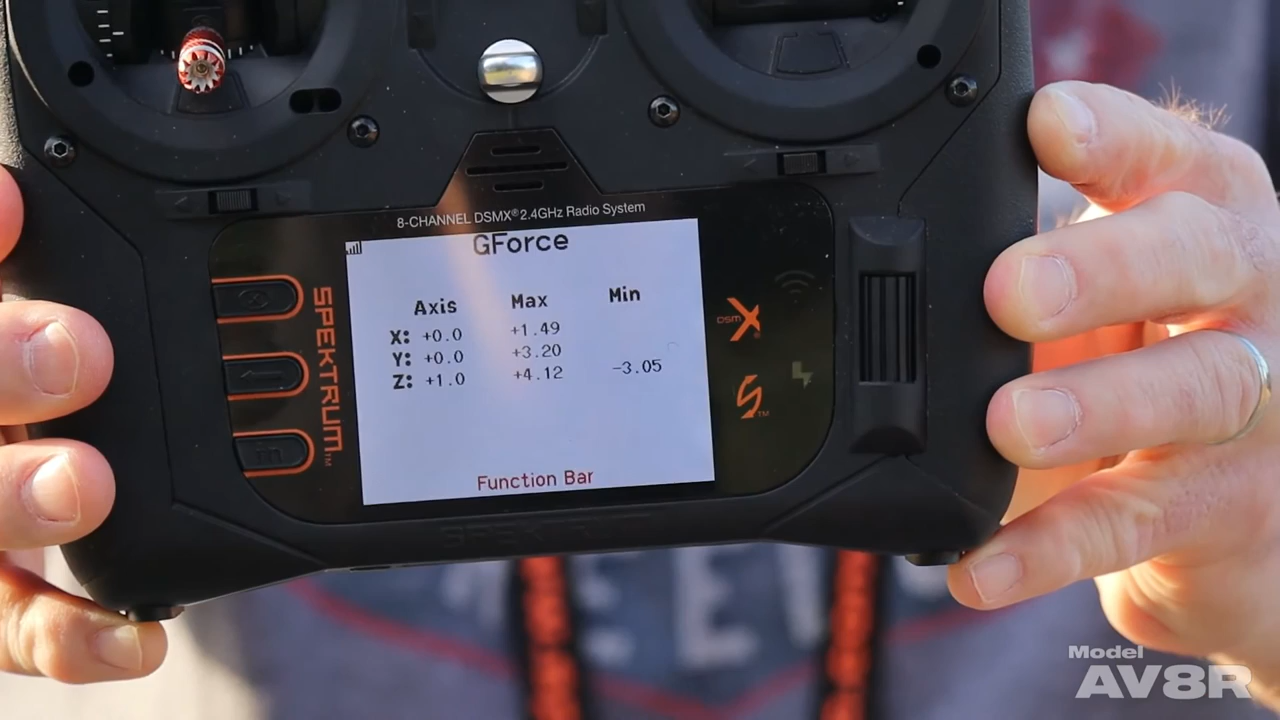 8-CHANNEL DSMX® 2.4GHz Radio System
GForce
Axis Max Min
X: +0.0 +1.49
Y: +0.0 +3.20
Z: +1.0 +4.12 -3.05
Function Bar
SPEKTRUM™
DSMX®
SPEKTRUM
Model
AV8R